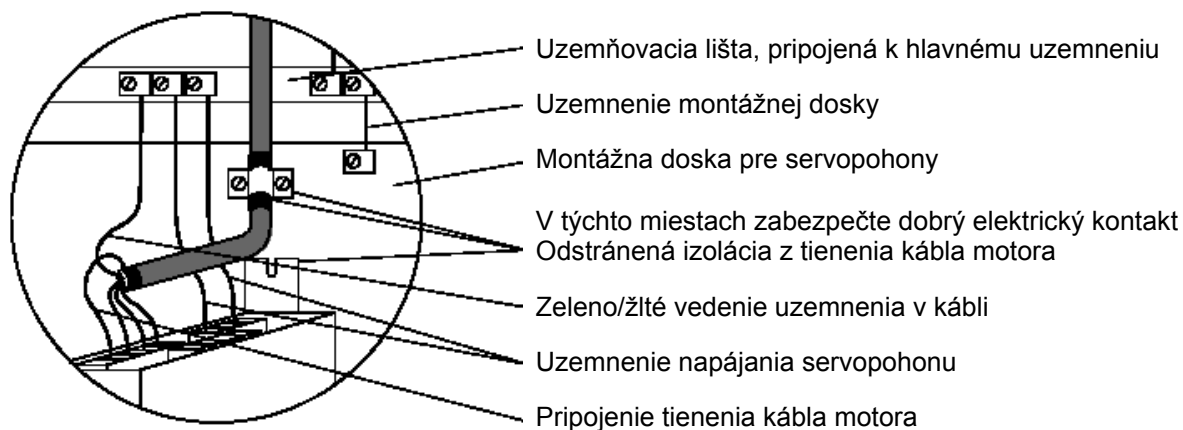 Uzemňovacia lišta, pripojená k hlavnému uzemneniu
Uzemnenie montážnej dosky
Montážna doska pre servopohony
V týchto miestach zabezpečte dobrý elektrický kontakt
Odstránená izolácia z tienenia kábla motora
Zeleno/žlté vedenie uzemnenia v kábli
Uzemnenie napájania servopohonu
Pripojenie tienenia kábla motora